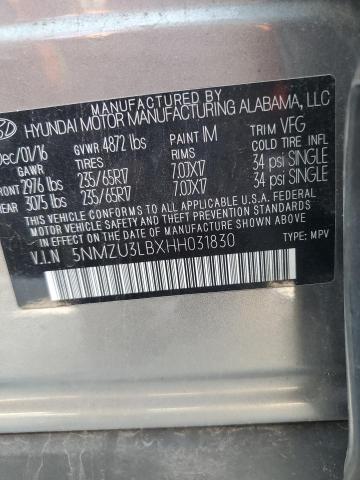 MANUFACTURED BY
HYUNDAI MOTOR MANUFACTURING ALABAMA, LLC
Dec/01/16 GVWR 4872 lbs PAINT IM TRIM VFG
GAWR TIRES RIMS COLD TIRE INFL.
FRONT 2976 lbs 235/65R17 7.0JX17 34 psi SINGLE
REAR 3075 lbs 235/65R17 7.0JX17 34 psi SINGLE
THIS VEHICLE CONFORMS TO ALL APPLICABLE U.S.A. FEDERAL
MOTOR VEHICLE SAFETY, BUMPER, AND THEFT PREVENTION STANDARDS
IN EFFECT ON THE DATE OF MANUFACTURE SHOWN ABOVE.
V.I.N 5NMZU3LBXHH031830 TYPE: MPV